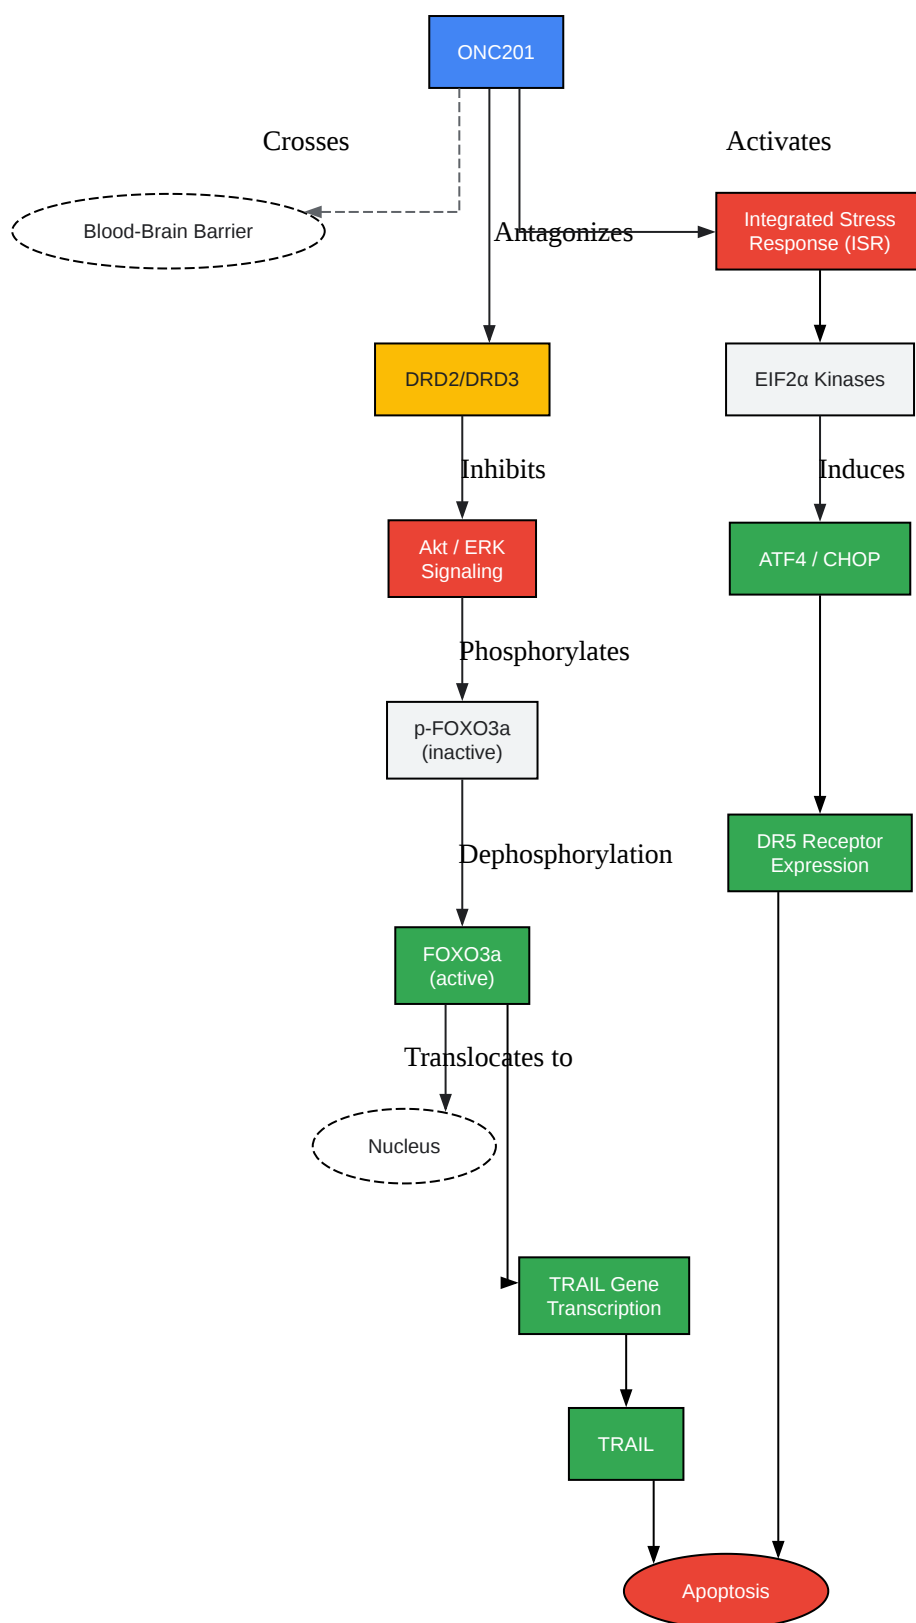 ONC201
Crosses
Activates
Blood-Brain Barrier
Antagonizes
Integrated Stress
Response (ISR)
DRD2/DRD3
EIF2α Kinases
Inhibits
Induces
Akt / ERK
Signaling
ATF4 / CHOP
Phosphorylates
p-FOXO3a
(inactive)
Dephosphorylation
DR5 Receptor
Expression
FOXO3a
(active)
Translocates to
Nucleus
TRAIL Gene
Transcription
TRAIL
Apoptosis